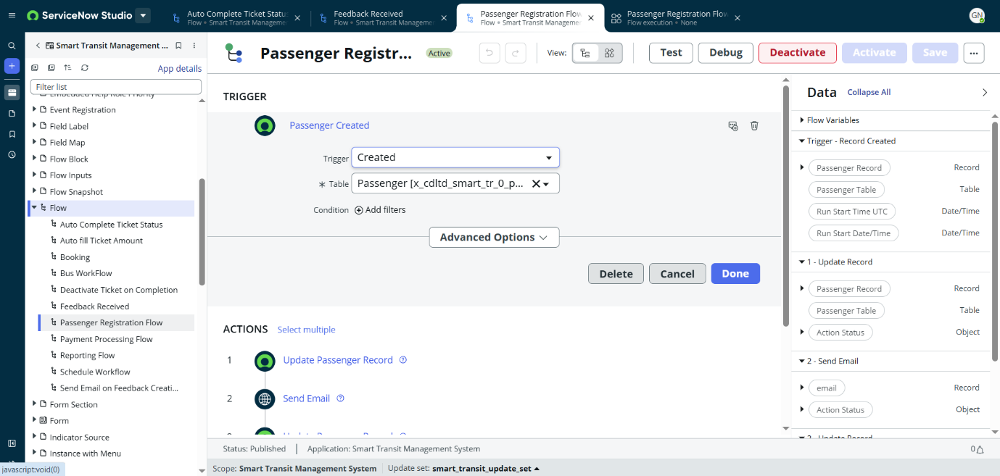 ServiceNow Studio
Auto Complete Ticket Status
Flow • Smart Transit Management
Feedback Received
Flow • Smart Transit Management
Passenger Registration Flow
Flow • Smart Transit Management
Passenger Registration Flow
Flow execution • None
GN
Smart Transit Management ...
App details
Filter list
Embedded Help Role Priority
Event Registration
Field Label
Field Map
Flow Block
Flow Inputs
Flow Snapshot
Flow
Auto Complete Ticket Status
Auto fill Ticket Amount
Booking
Bus WorkFlow
Deactivate Ticket on Completion
Feedback Received
Passenger Registration Flow
Payment Processing Flow
Reporting Flow
Schedule Workflow
Send Email on Feedback Creati...
Form Section
Form
Indicator Source
Instance with Menu
javascript:void(0)
Passenger Registr...
Active
View:
Test
Debug
Deactivate
Activate
Save
TRIGGER
Passenger Created
Trigger
Created
* Table
Passenger [x_cdltd_smart_tr_0_p...
Condition
Add filters
Advanced Options
Delete
Cancel
Done
ACTIONS
Select multiple
1
Update Passenger Record
2
Send Email
Status: Published
Application: Smart Transit Management System
0
Scope: Smart Transit Management System
Update set: smart_transit_update_set
Data
Collapse All
Flow Variables
Trigger - Record Created
Passenger Record
Record
Passenger Table
Table
Run Start Time UTC
Date/Time
Run Start Date/Time
Date/Time
1 - Update Record
Passenger Record
Record
Passenger Table
Table
Action Status
Object
2 - Send Email
email
Record
Action Status
Object